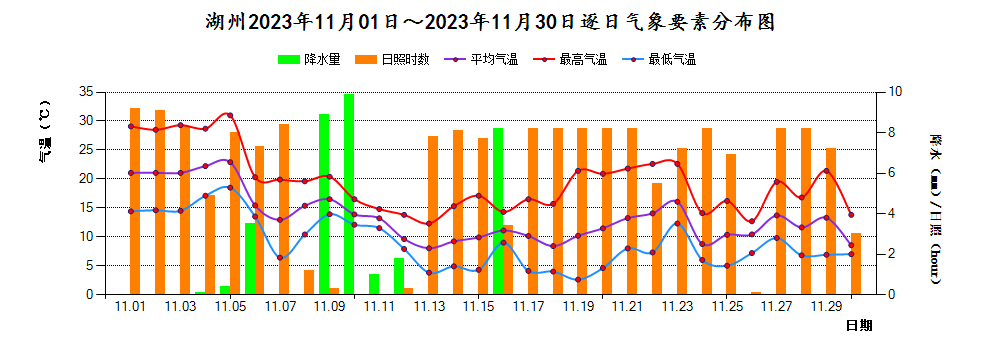 湖州2023年11月01日～2023年11月30日逐日气象要素分布图
降水量 日照时数 平均气温 最高气温 最低气温
气温（℃）
35
30
25
20
15
10
5
0
10
8
6
4
2
0
降水（mm）/日照（hour）
11.01 11.03 11.05 11.07 11.09 11.11 11.13 11.15 11.17 11.19 11.21 11.23 11.25 11.27 11.29
日期